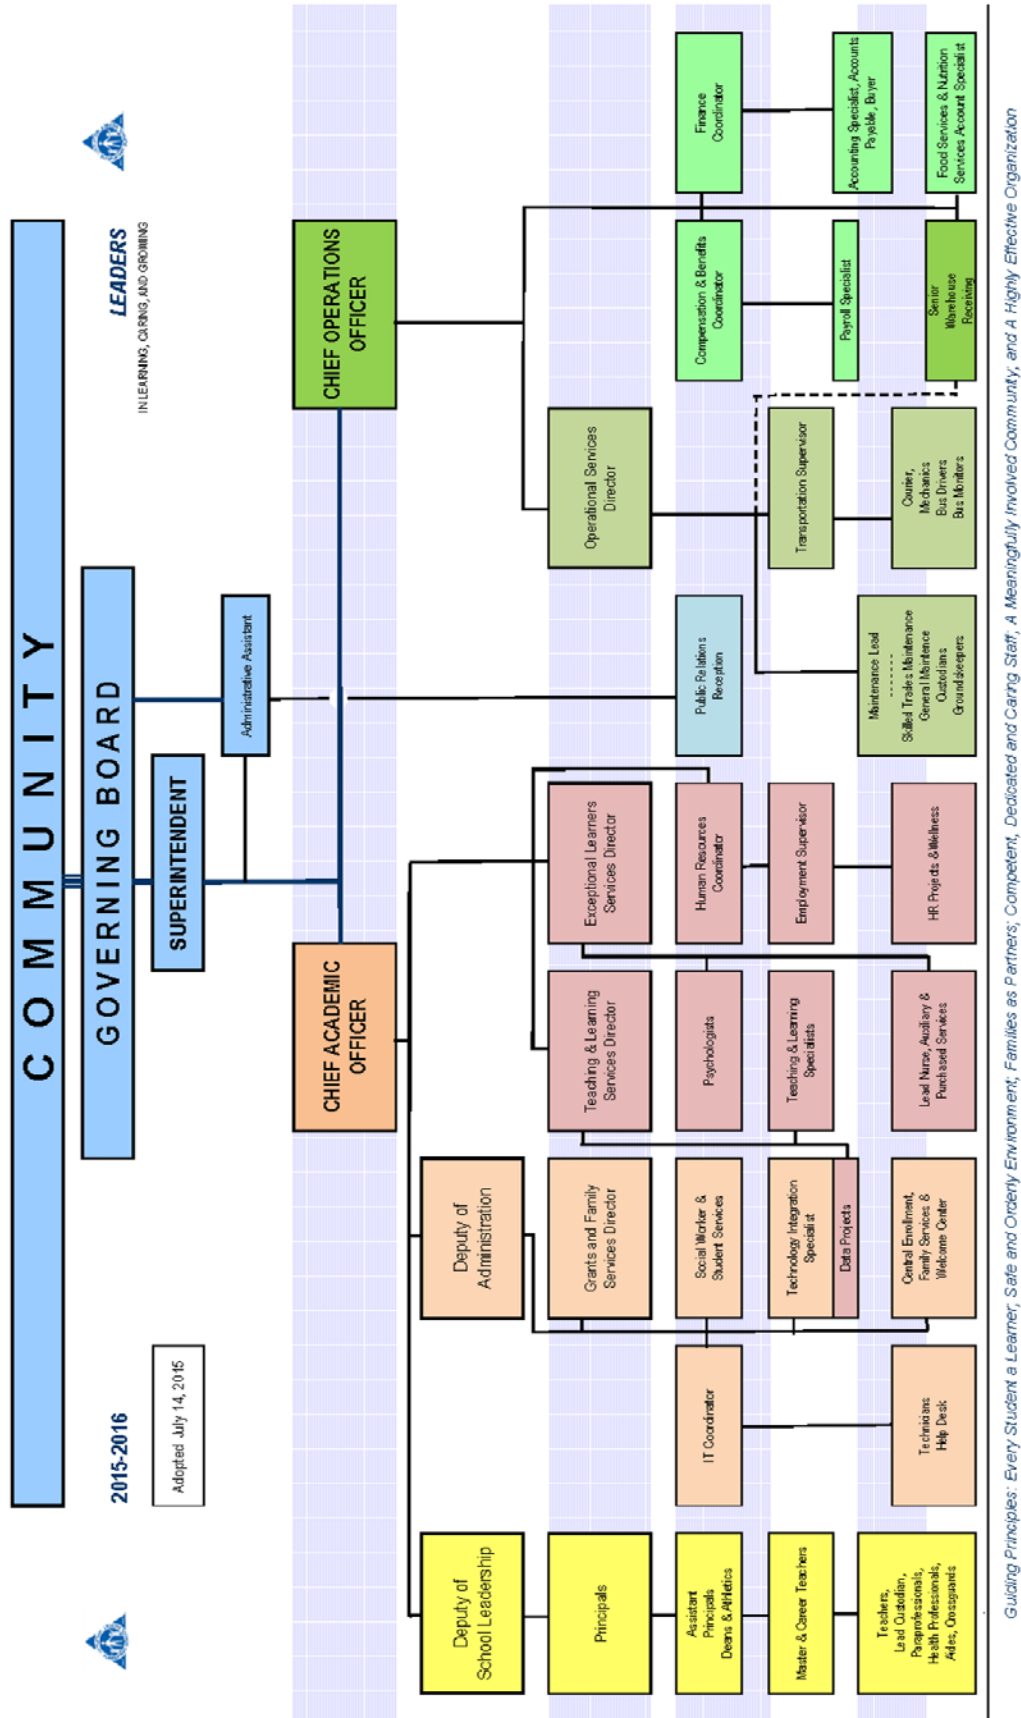 COMMUNITY
GOVERNING BOARD
2015-2016
LEADERS
IN LEARNING, CARING, AND GROWING
Adopted July 14, 2015
SUPERINTENDENT
Administrative Assistant
CHIEF ACADEMIC
OFFICER
CHIEF OPERATIONS
OFFICER
Deputy of
School Leadership
Deputy of
Administration
Principals
Grants and Family
Services Director
Teaching & Learning
Services Director
Exceptional Learners
Services Director
Operational Services
Director
Assistant
Principals
Deans & Athletics
IT Coordinator
Social Worker &
Student Services
Psychologists
Human Resources
Coordinator
Public Relations
Reception
Compensation & Benefits
Coordinator
Finance
Coordinator
Master & Career Teachers
Technology Integration
Specialist
Data Projects
Teaching & Learning
Specialists
Employment Supervisor
Transportation Supervisor
Payroll Specialist
Accounting Specialist, Accounts
Payable, Buyer
Teachers,
Lead Custodian,
Paraprofessionals,
Health Professionals,
Aides, Crossguards
Technicians
Help Desk
Central Enrollment,
Family Services &
Welcome Center
Lead Nurse, Auxiliary &
Purchased Services
HR Projects & Wellness
Maintenance Lead
-------
Skilled Trades Maintenance
General Maintence
Custodians
Groundskeepers
Courier,
Mechanics
Bus Drivers
Bus Monitors
Senior
Warehouse
Receiving
Food Services & Nutrition
Services Account Specialist
Guiding Principles: Every Student a Learner; Safe and Orderly Environment; Families as Partners; Competent, Dedicated and Caring Staff; A Meaningfully Involved Community; and A Highly Effective Organization